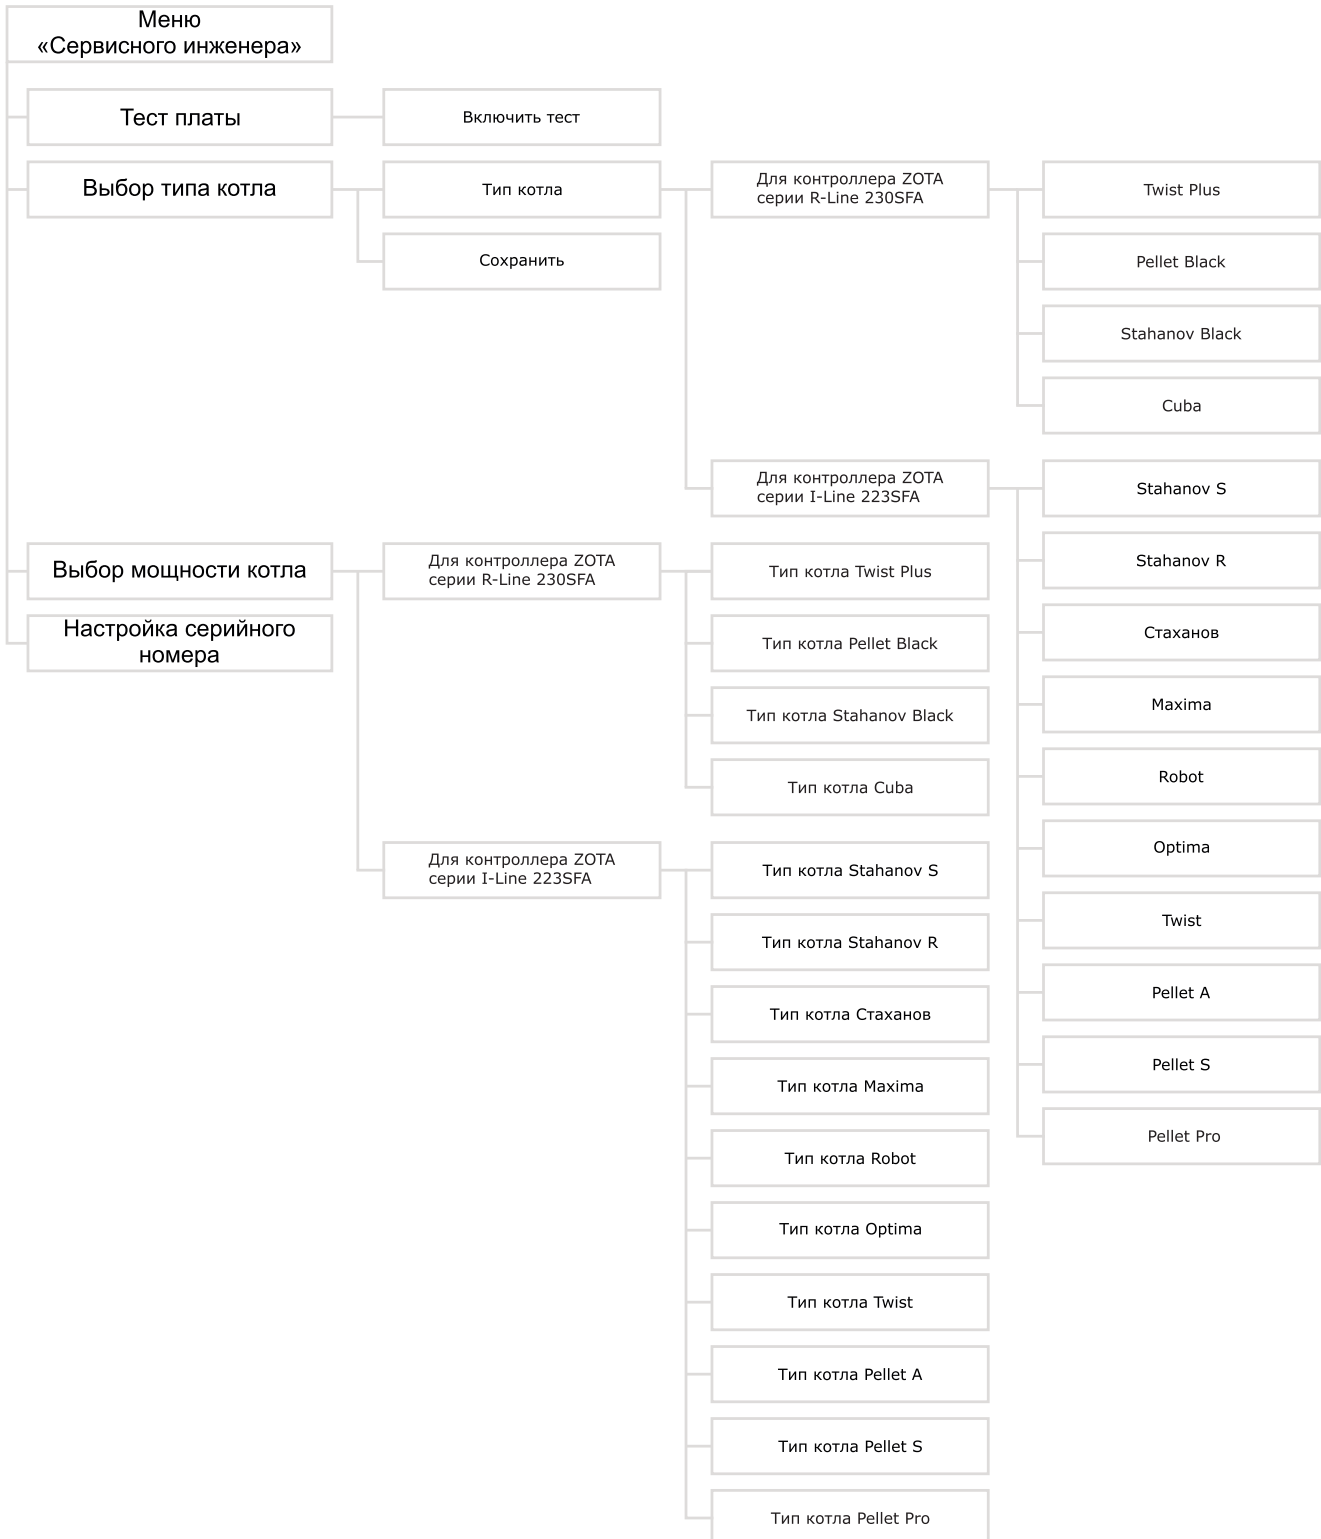 Меню
«Сервисного инженера»
Тест платы
Включить тест
Выбор типа котла
Тип котла
Для контроллера ZOTA
серии R-Line 230SFA
Twist Plus
Сохранить
Pellet Black
Stahanov Black
Cuba
Для контроллера ZOTA
серии I-Line 223SFA
Stahanov S
Stahanov R
Стаханов
Maxima
Robot
Optima
Twist
Pellet A
Pellet S
Pellet Pro
Выбор мощности котла
Для контроллера ZOTA
серии R-Line 230SFA
Тип котла Twist Plus
Тип котла Pellet Black
Тип котла Stahanov Black
Тип котла Cuba
Для контроллера ZOTA
серии I-Line 223SFA
Тип котла Stahanov S
Тип котла Stahanov R
Тип котла Стаханов
Тип котла Maxima
Тип котла Robot
Тип котла Optima
Тип котла Twist
Тип котла Pellet A
Тип котла Pellet S
Тип котла Pellet Pro
Настройка серийного
номера